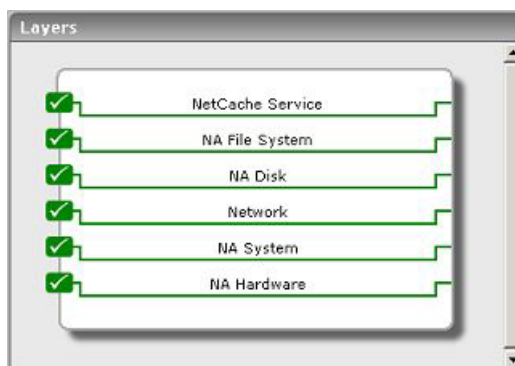 Layers
NetCache Service
NA File System
NA Disk
Network
NA System
NA Hardware